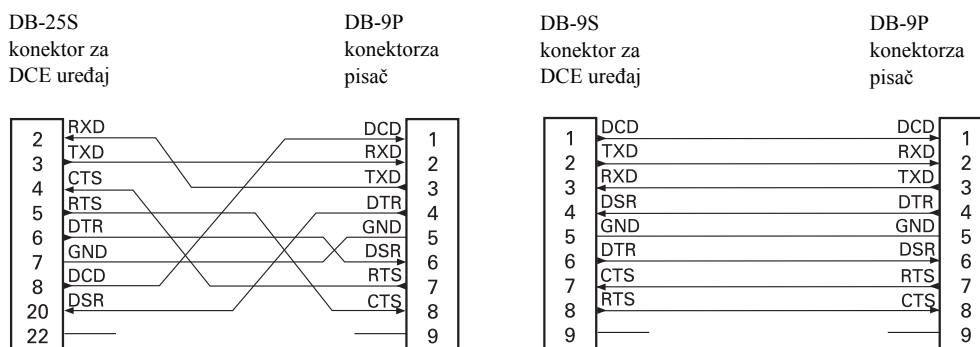 DB-25S
konektor za
DCE uređaj
DB-9P
konektorza
pisač
2 RXD DCD 1
3 TXD RXD 2
4 CTS TXD 3
5 RTS DTR 4
6 DTR GND 5
7 GND DSR 6
8 DCD RTS 7
20 DSR CTS 8
22 9
DB-9S
konektor za
DCE uređaj
DB-9P
konektorza
pisač
1 DCD DCD 1
2 TXD RXD 2
3 RXD TXD 3
4 DSR DTR 4
5 GND GND 5
6 DTR DSR 6
7 CTS RTS 7
8 RTS CTS 8
9 9